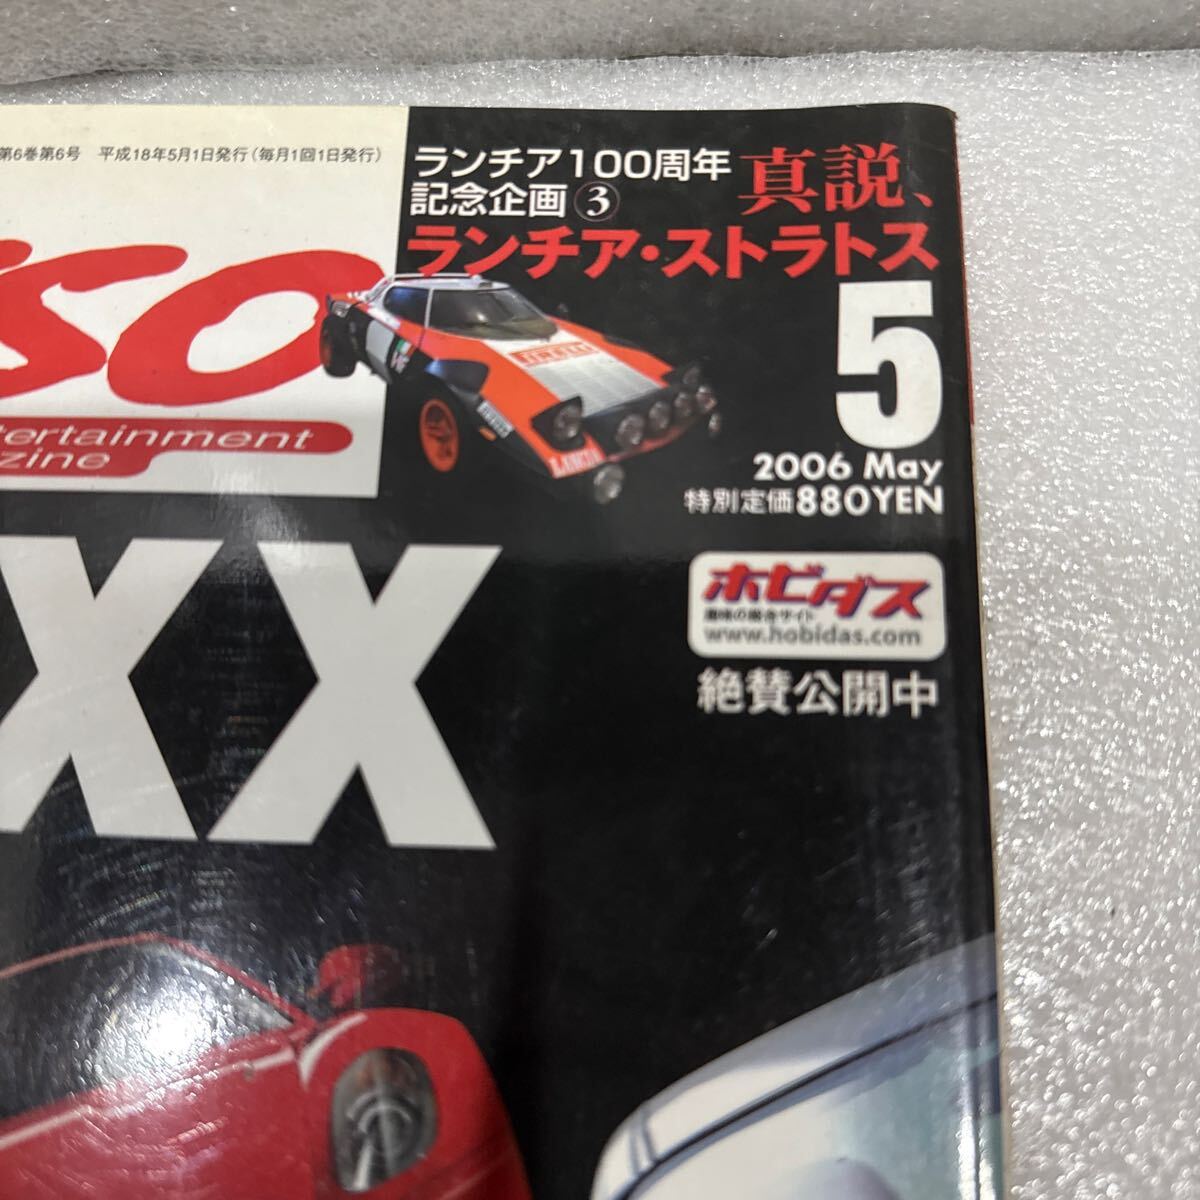 第6巻第6号 平成18年5月1日発行(毎月1回1日発行)
ランチア100周年
記念企画③
真説、
ランチア・ストラトス
SO
tertainment
zine
PIRELLI
LANCIA
5
2006 May
特別定価880YEN
XX
ホビダス
趣味の総合サイト
www.hobidas.com
絶賛公開中